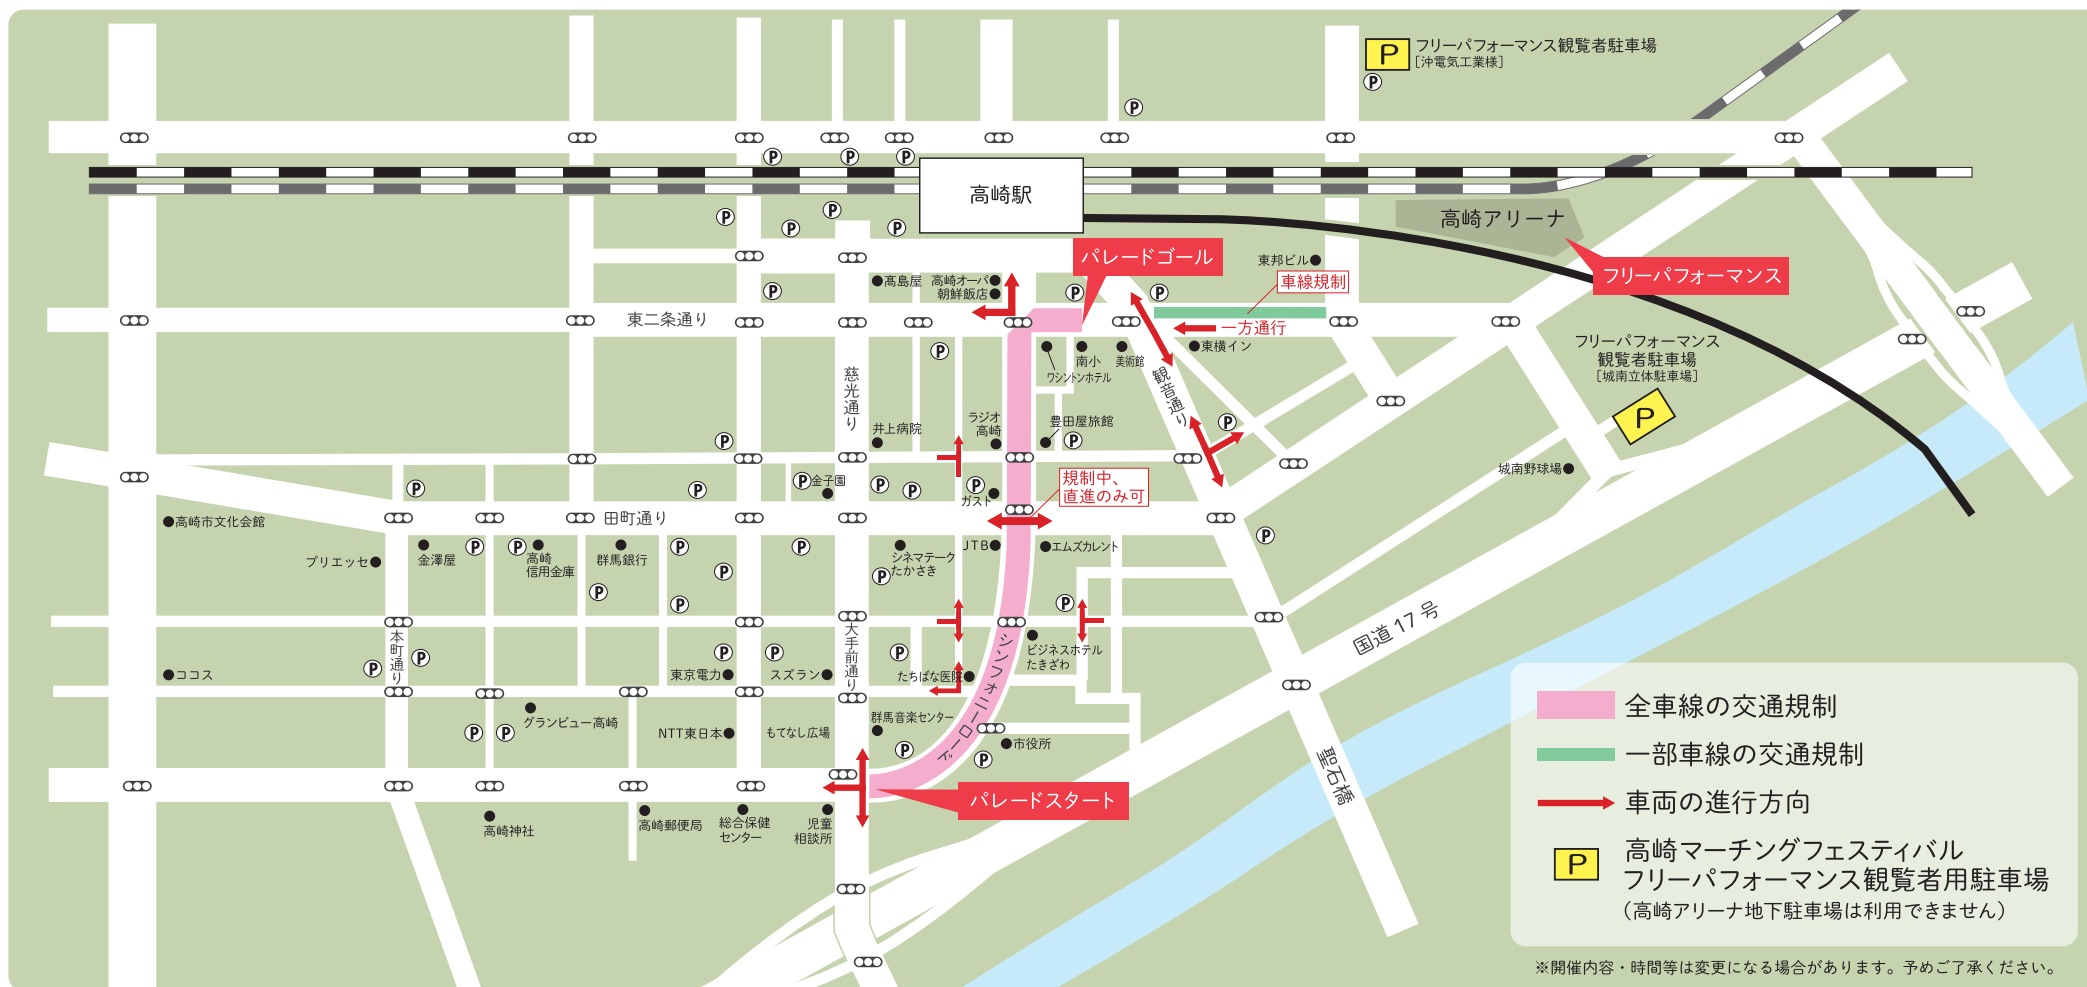 P
フリーパフォーマンス観覧者駐車場
［沖電気工業様］
高崎駅
高崎アリーナ
パレードゴール
フリーパフォーマンス
東邦ビル
車線規制
一方通行
髙島屋
高崎オーパ
朝鮮飯店
東二条通り
慈光通り
観音通り
ワシントンホテル
南小
美術館
東横イン
フリーパフォーマンス
観覧者駐車場
［城南立体駐車場］
P
城南野球場
井上病院
ラジオ
高崎
豊田屋旅館
規制中、
直進のみ可
金子園
ガスト
高崎市文化会館
田町通り
プリエッセ
金澤屋
高崎
信用金庫
群馬銀行
シネマテーク
たかさき
JTB
エムズカレント
本町通り
大手前通り
シンフォニーロード
ビジネスホテル
たきざわ
国道17号
ココス
東京電力
スズラン
たちばな医院
グランビュー高崎
NTT東日本
もてなし広場
群馬音楽センター
市役所
聖石橋
パレードスタート
高崎神社
高崎郵便局
総合保健
センター
児童
相談所
全車線の交通規制
一部車線の交通規制
車両の進行方向
P
高崎マーチングフェスティバル
フリーパフォーマンス観覧者用駐車場
（高崎アリーナ地下駐車場は利用できません）
※開催内容・時間等は変更になる場合があります。予めご了承ください。